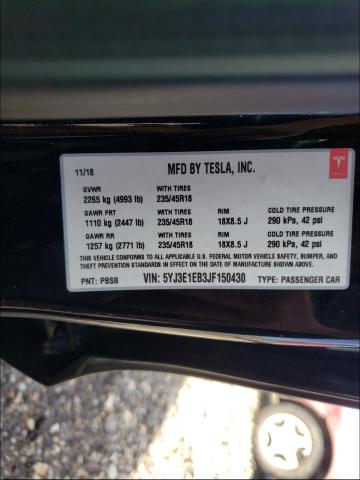 11/18 MFD BY TESLA, INC.
GVWR WITH TIRES
2265 kg (4993 lb) 235/45R18
GAWR FRT WITH TIRES RIM COLD TIRE PRESSURE
1110 kg (2447 lb) 235/45R18 18X8.5 J 290 kPa, 42 psi
GAWR RR WITH TIRES RIM COLD TIRE PRESSURE
1257 kg (2771 lb) 235/45R18 18X8.5 J 290 kPa, 42 psi
THIS VEHICLE CONFORMS TO ALL APPLICABLE U.S. FEDERAL MOTOR VEHICLE SAFETY, BUMPER, AND
THEFT PREVENTION STANDARDS IN EFFECT ON THE DATE OF MANUFACTURE SHOWN ABOVE.
PNT: PBSB VIN: 5YJ3E1EB3JF150430 TYPE: PASSENGER CAR